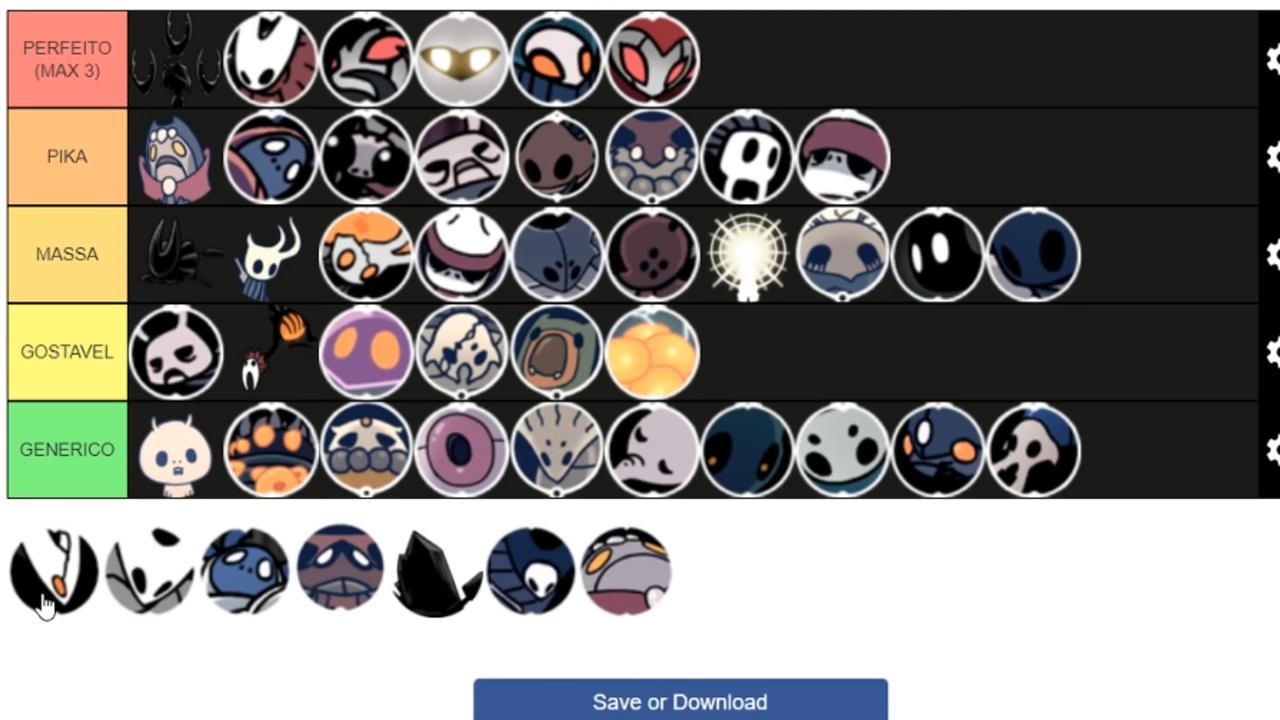 PERFEITO
(MAX 3)
PIKA
MASSA
GOSTAVEL
GENERICO
Save or Download